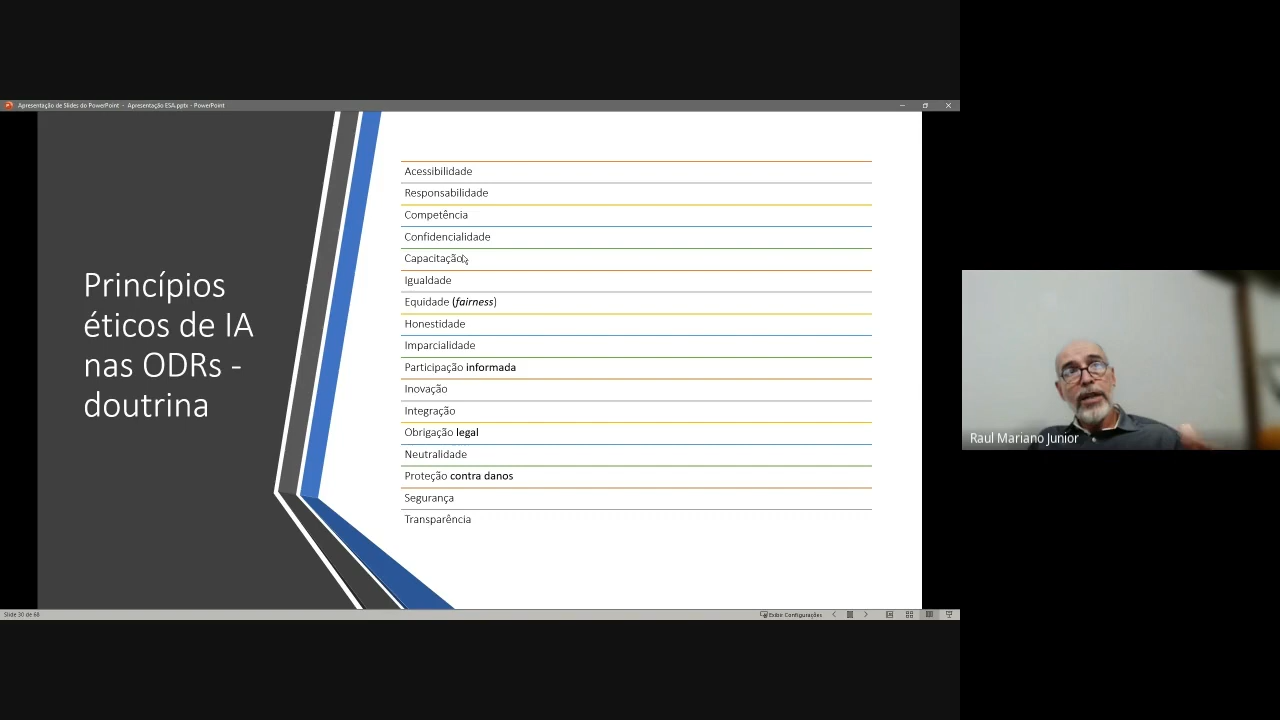 Apresentação de Slides do PowerPoint - Apresentação ESA.pptx - PowerPoint
Princípios
éticos de IA
nas ODRs -
doutrina
Acessibilidade
Responsabilidade
Competência
Confidencialidade
Capacitação
Igualdade
Equidade (fairness)
Honestidade
Imparcialidade
Participação informada
Inovação
Integração
Obrigação legal
Neutralidade
Proteção contra danos
Segurança
Transparência
Raul Mariano Junior
Slide 30 de 68
Exibir Configurações